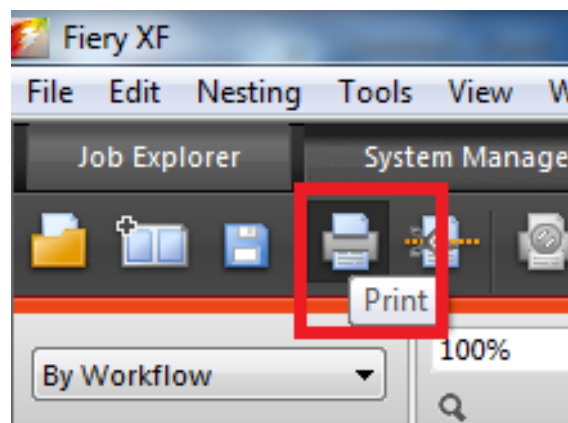 Fiery XF
File Edit Nesting Tools View
Job Explorer System Manage
Print
By Workflow 100%